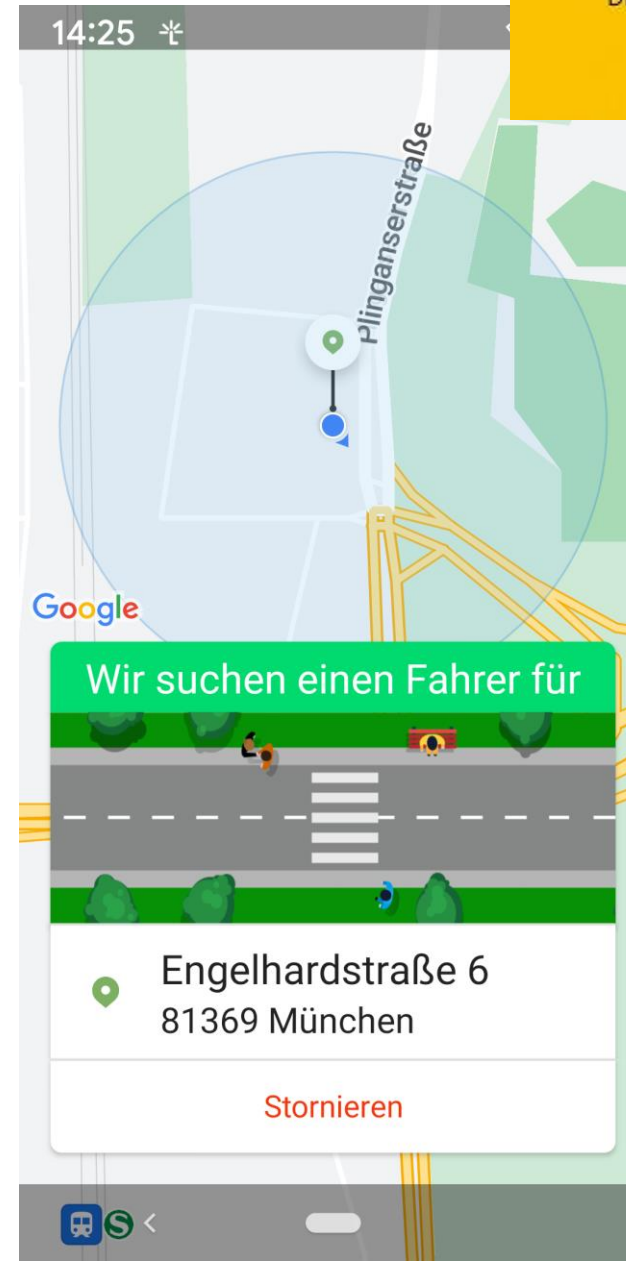 14:25
Plinganserstraße
Google
Wir suchen einen Fahrer für
Engelhardstraße 6
81369 München
Stornieren
S